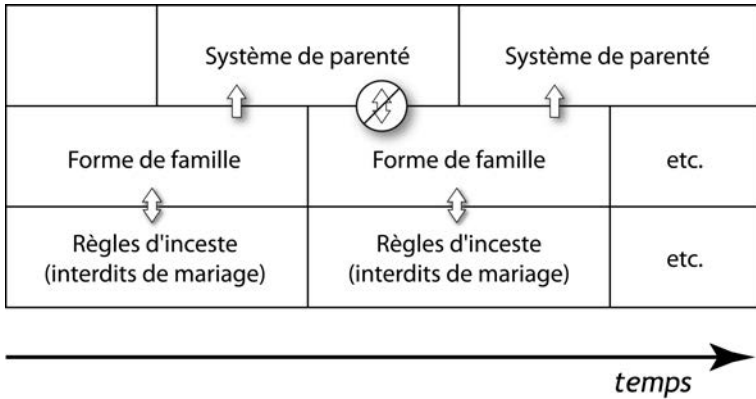 Système de parenté
Système de parenté
Forme de famille
Forme de famille
etc.
Règles d'inceste
(interdits de mariage)
Règles d'inceste
(interdits de mariage)
etc.
temps